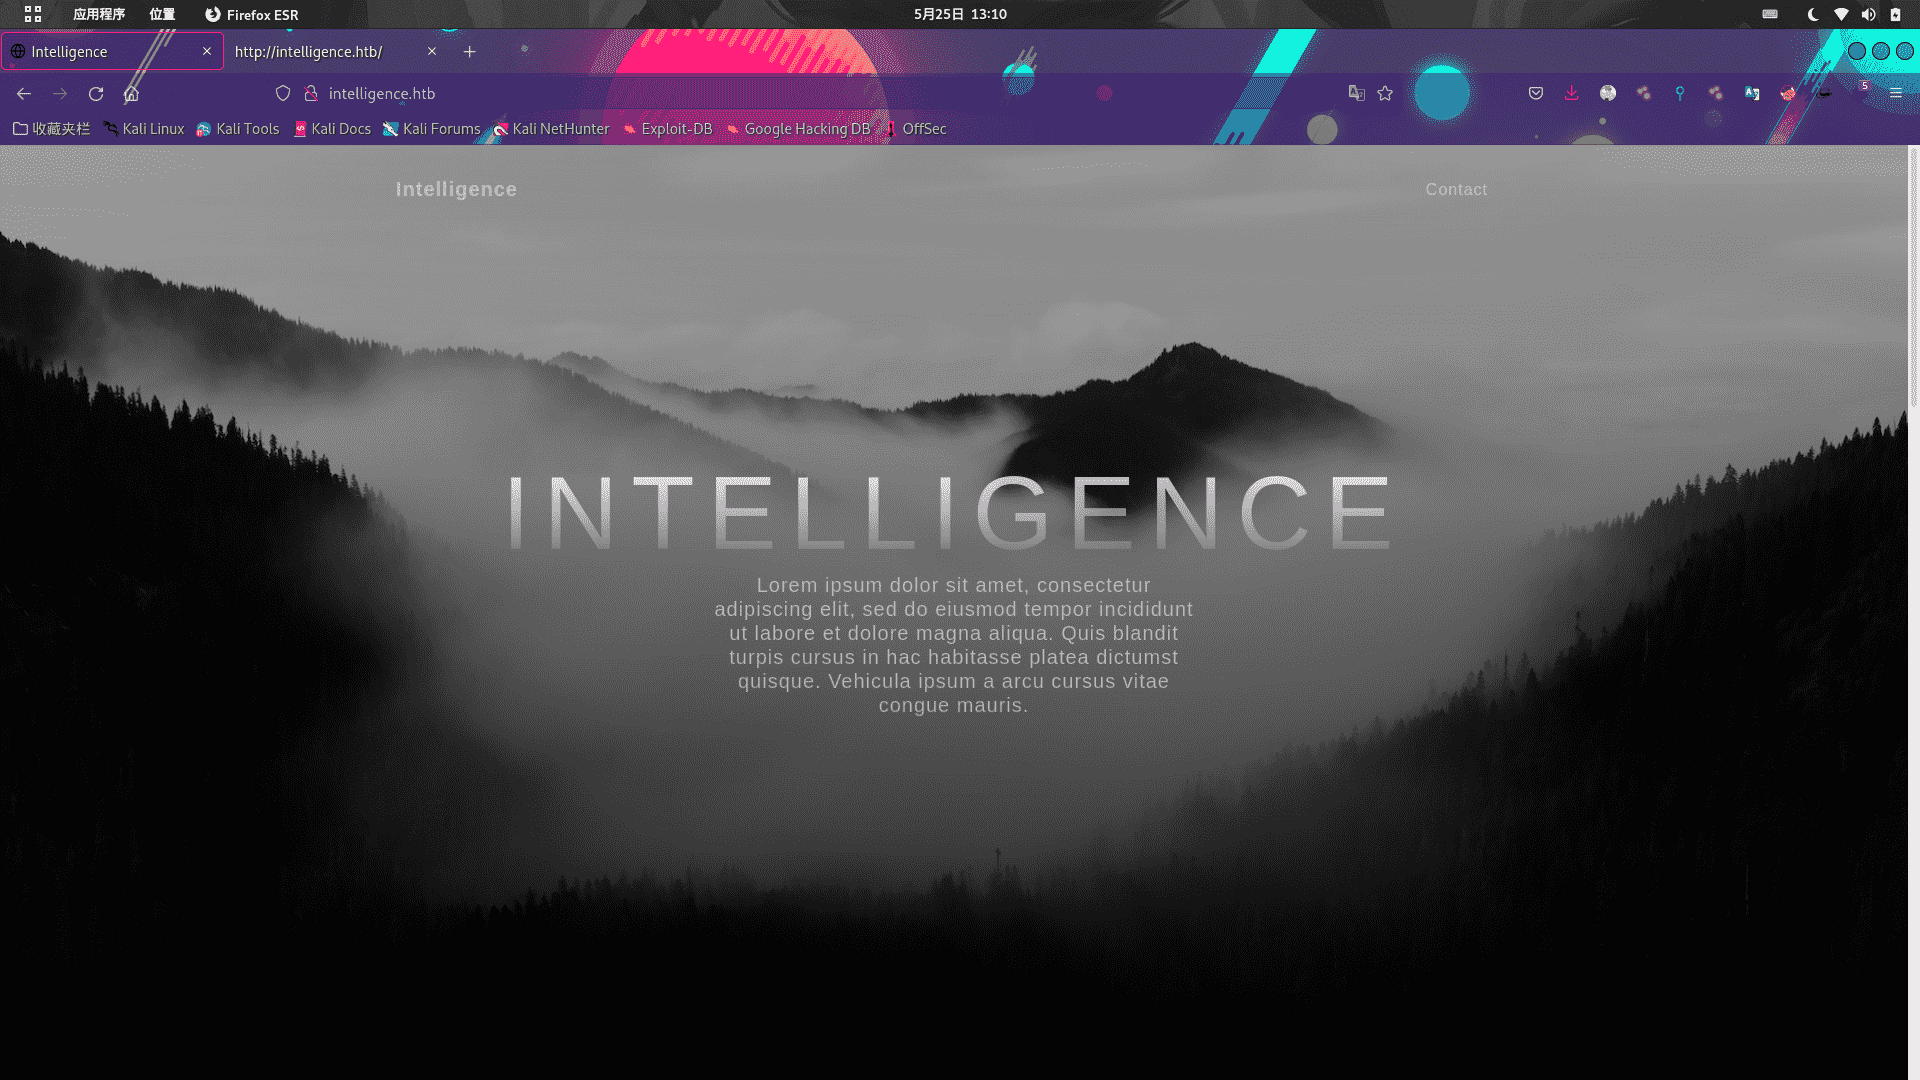 应用程序 位置 Firefox ESR 5月25日 13:10
Intelligence http://intelligence.htb/
intelligence.htb 5
收藏夹栏 Kali Linux Kali Tools Kali Docs Kali Forums Kali NetHunter Exploit-DB Google Hacking DB OffSec
Intelligence Contact
INTELLIGENCE
Lorem ipsum dolor sit amet, consectetur
adipiscing elit, sed do eiusmod tempor incididunt
ut labore et dolore magna aliqua. Quis blandit
turpis cursus in hac habitasse platea dictumst
quisque. Vehicula ipsum a arcu cursus vitae
congue mauris.